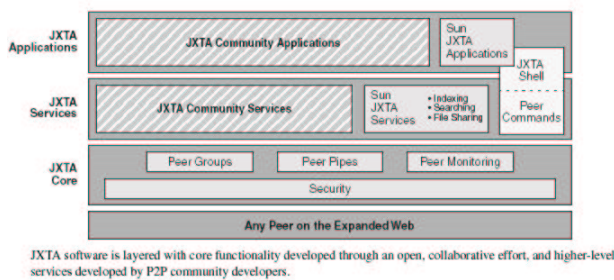 JXTA
Applications
JXTA Community Applications
Sun
JXTA
Applications
JXTA
Shell
Peer
Commands
JXTA
Services
JXTA Community Services
Sun
JXTA
Services
• Indexing
• Searching
• File Sharing
JXTA
Core
Peer Groups
Peer Pipes
Peer Monitoring
Security
Any Peer on the Expanded Web
JXTA software is layered with core functionality developed through an open, collaborative effort, and higher-level
services developed by P2P community developers.